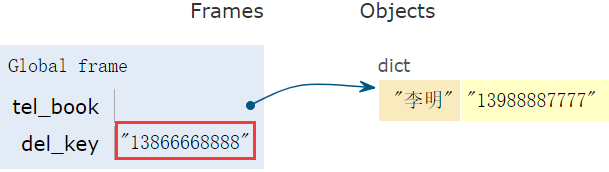 Frames Objects
Global frame
dict
tel_book
"李明" "13988887777"
del_key "13866668888"